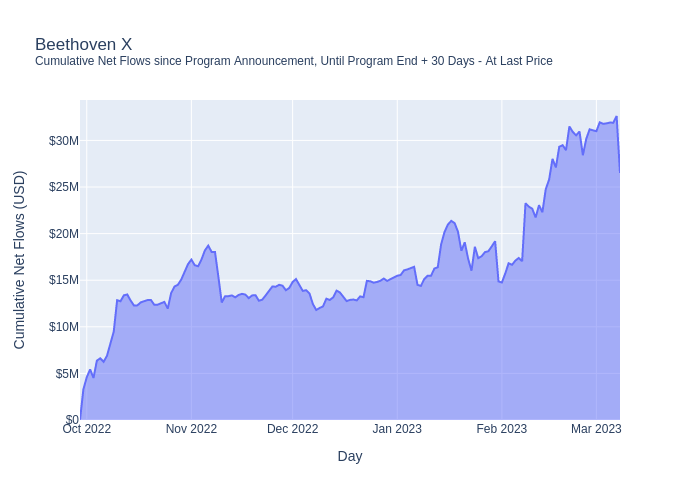 Beethoven X
Cumulative Net Flows since Program Announcement, Until Program End + 30 Days - At Last Price
$30M
$25M
$20M
$15M
$10M
$5M
$0
Cumulative Net Flows (USD)
Oct 2022
Nov 2022
Dec 2022
Jan 2023
Feb 2023
Mar 2023
Day